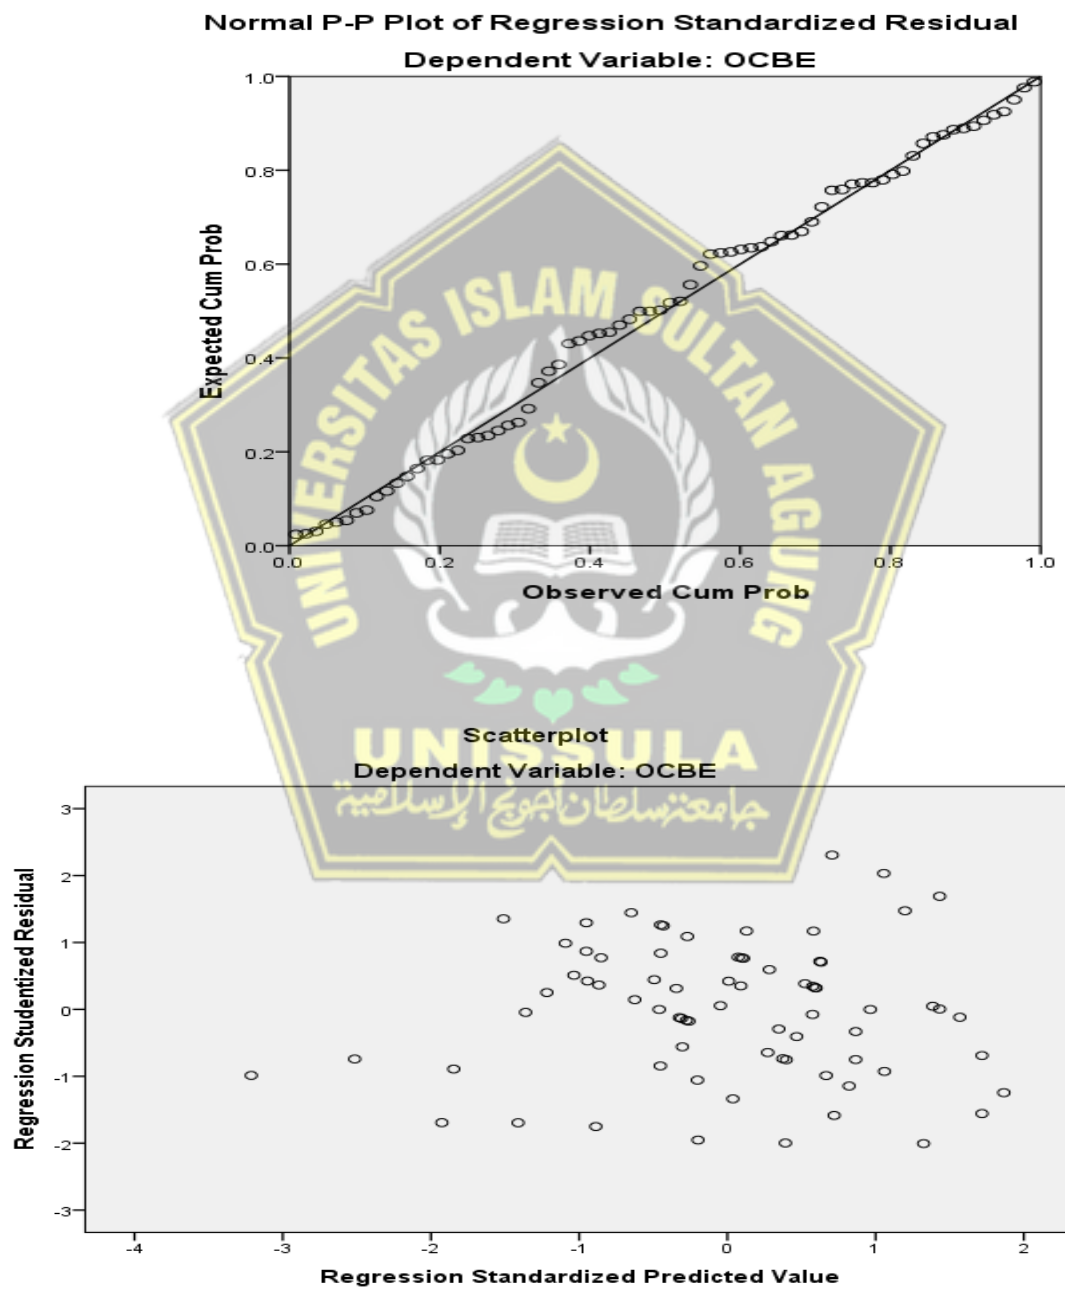 Normal P-P Plot of Regression Standardized Residual
Dependent Variable: OCBE
1.0
0.8
0.6
0.4
0.2
0.0
Expected Cum Prob
0.0 0.2 0.4 0.6 0.8 1.0
Observed Cum Prob
UNIVERSITAS ISLAM SULTAN AGUNG
UNISSULA
جامعة سلطان أجونج الإسلامية
Scatterplot
Dependent Variable: OCBE
3
2
1
0
-1
-2
-3
Regression Studentized Residual
-4 -3 -2 -1 0 1 2
Regression Standardized Predicted Value